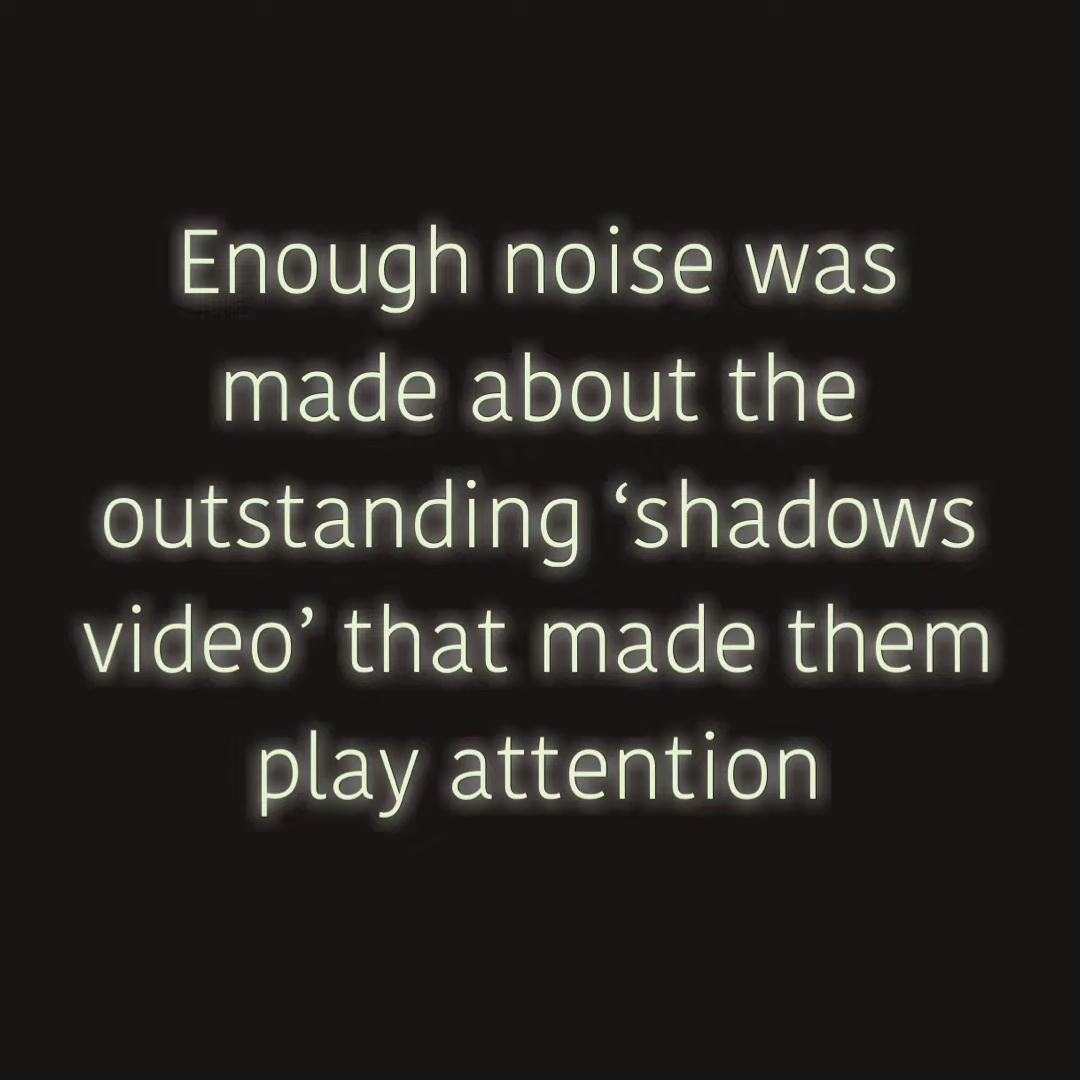 Enough noise was
made about the
outstanding ‘shadows
video’ that made them
play attention